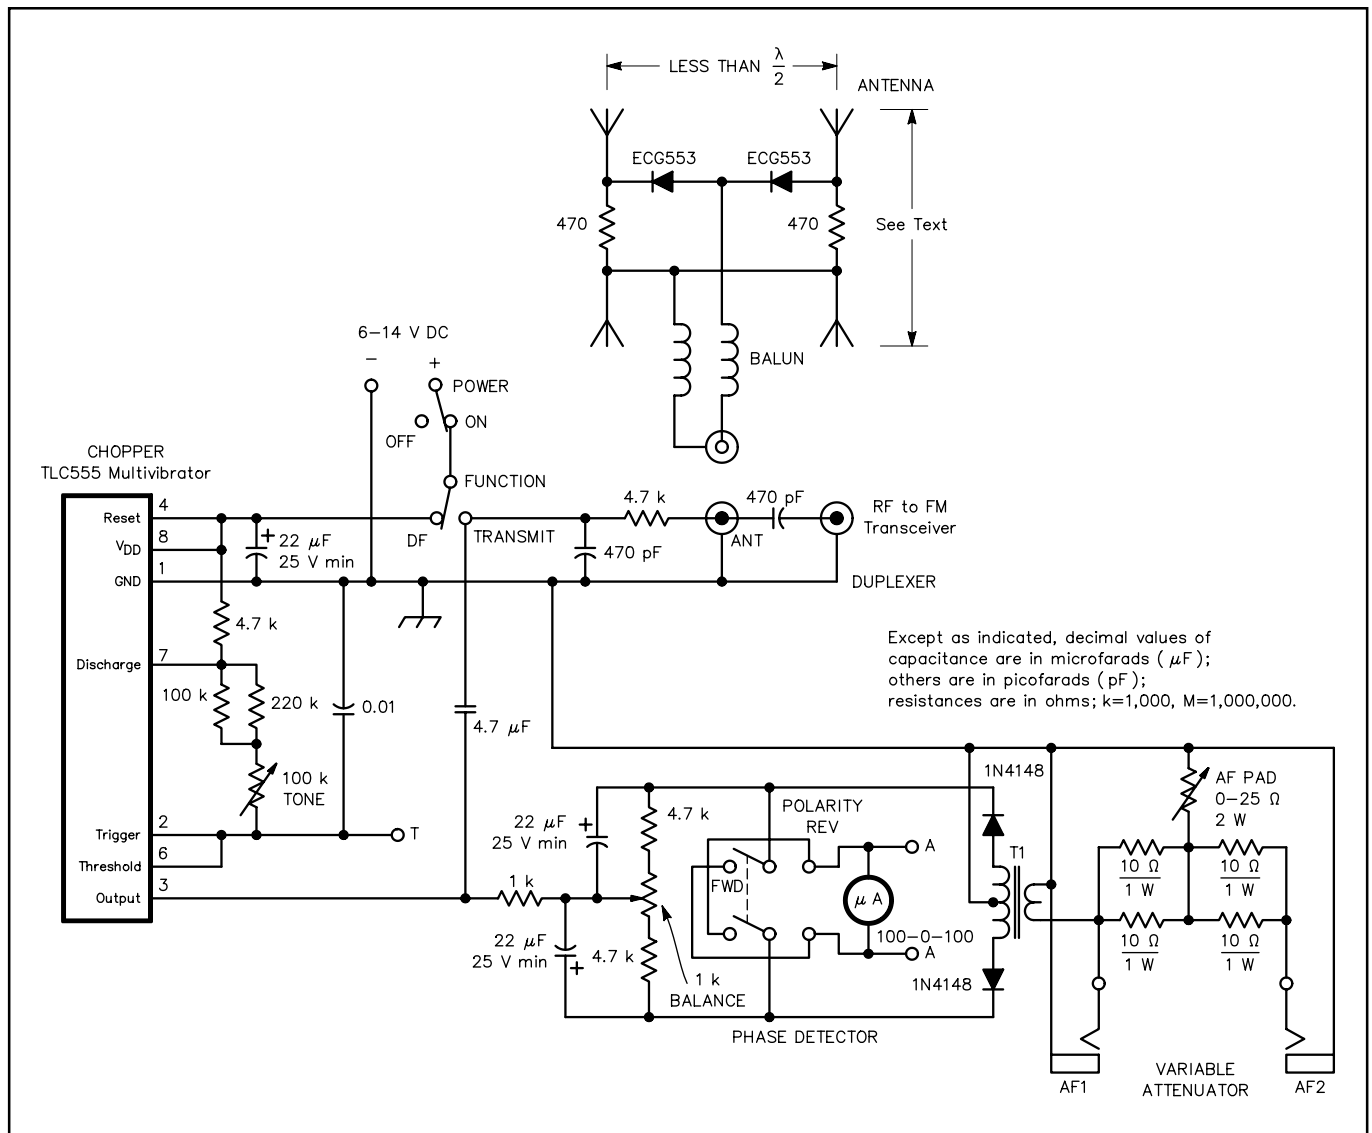 LESS THAN λ/2
ANTENNA
ECG553
ECG553
470
470
See Text
6–14 V DC
–
+
POWER
BALUN
OFF
ON
CHOPPER
TLC555 Multivibrator
FUNCTION
4
Reset
8
VDD
1
GND
+
22 μF
25 V min
DF
TRANSMIT
4.7 k
470 pF
470 pF
ANT
RF to FM
Transceiver
DUPLEXER
4.7 k
7
Discharge
100 k
220 k
0.01
4.7 μF
Except as indicated, decimal values of
capacitance are in microfarads ( μF);
others are in picofarads (pF);
resistances are in ohms; k=1,000, M=1,000,000.
100 k
TONE
2
Trigger
T
6
Threshold
3
Output
1N4148
AF PAD
0–25 Ω
2 W
22 μF
25 V min
+
4.7 k
POLARITY
REV
A
T1
10 Ω
1 W
10 Ω
1 W
1 k
FWD
μ A
100–0–100
A
10 Ω
1 W
10 Ω
1 W
22 μF
25 V min
+
4.7 k
1 k
BALANCE
1N4148
PHASE DETECTOR
AF1
VARIABLE
ATTENUATOR
AF2